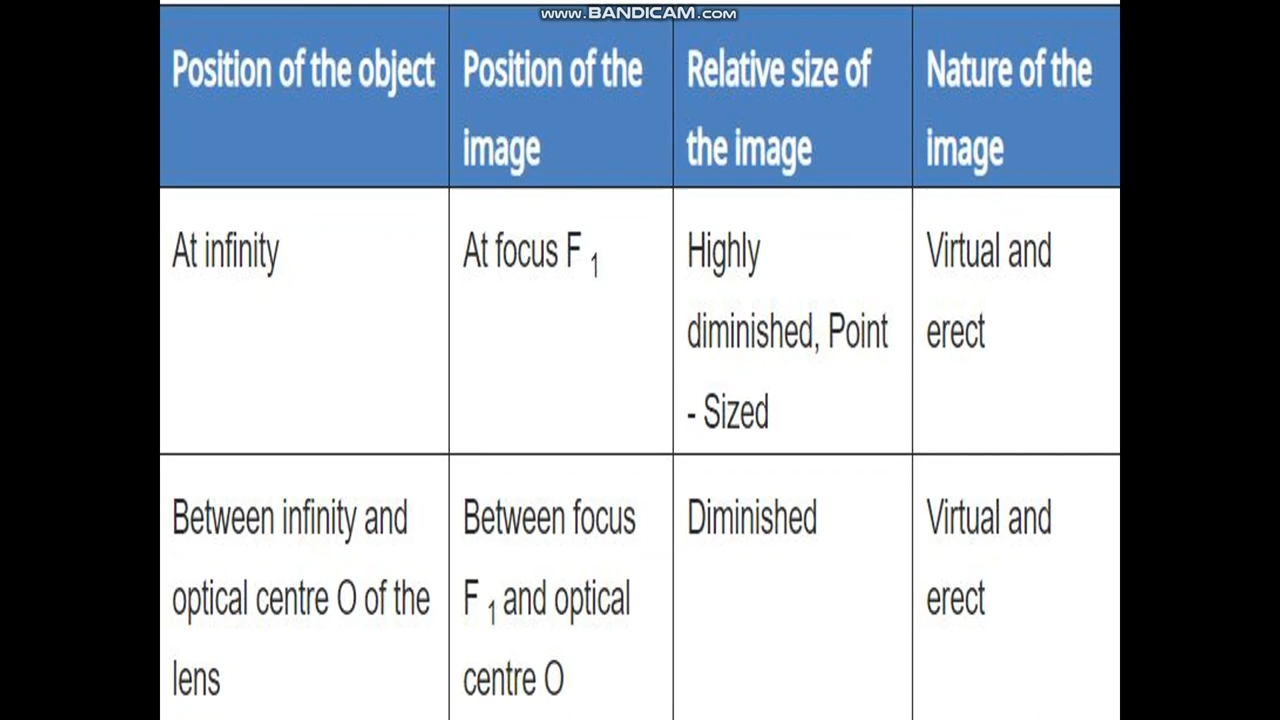 www.BANDICAM.com
Position of the object
Position of the
image
Relative size of
the image
Nature of the
image
At infinity
At focus F 1
Highly
diminished, Point
- Sized
Virtual and
erect
Between infinity and
optical centre O of the
lens
Between focus
F 1 and optical
centre O
Diminished
Virtual and
erect